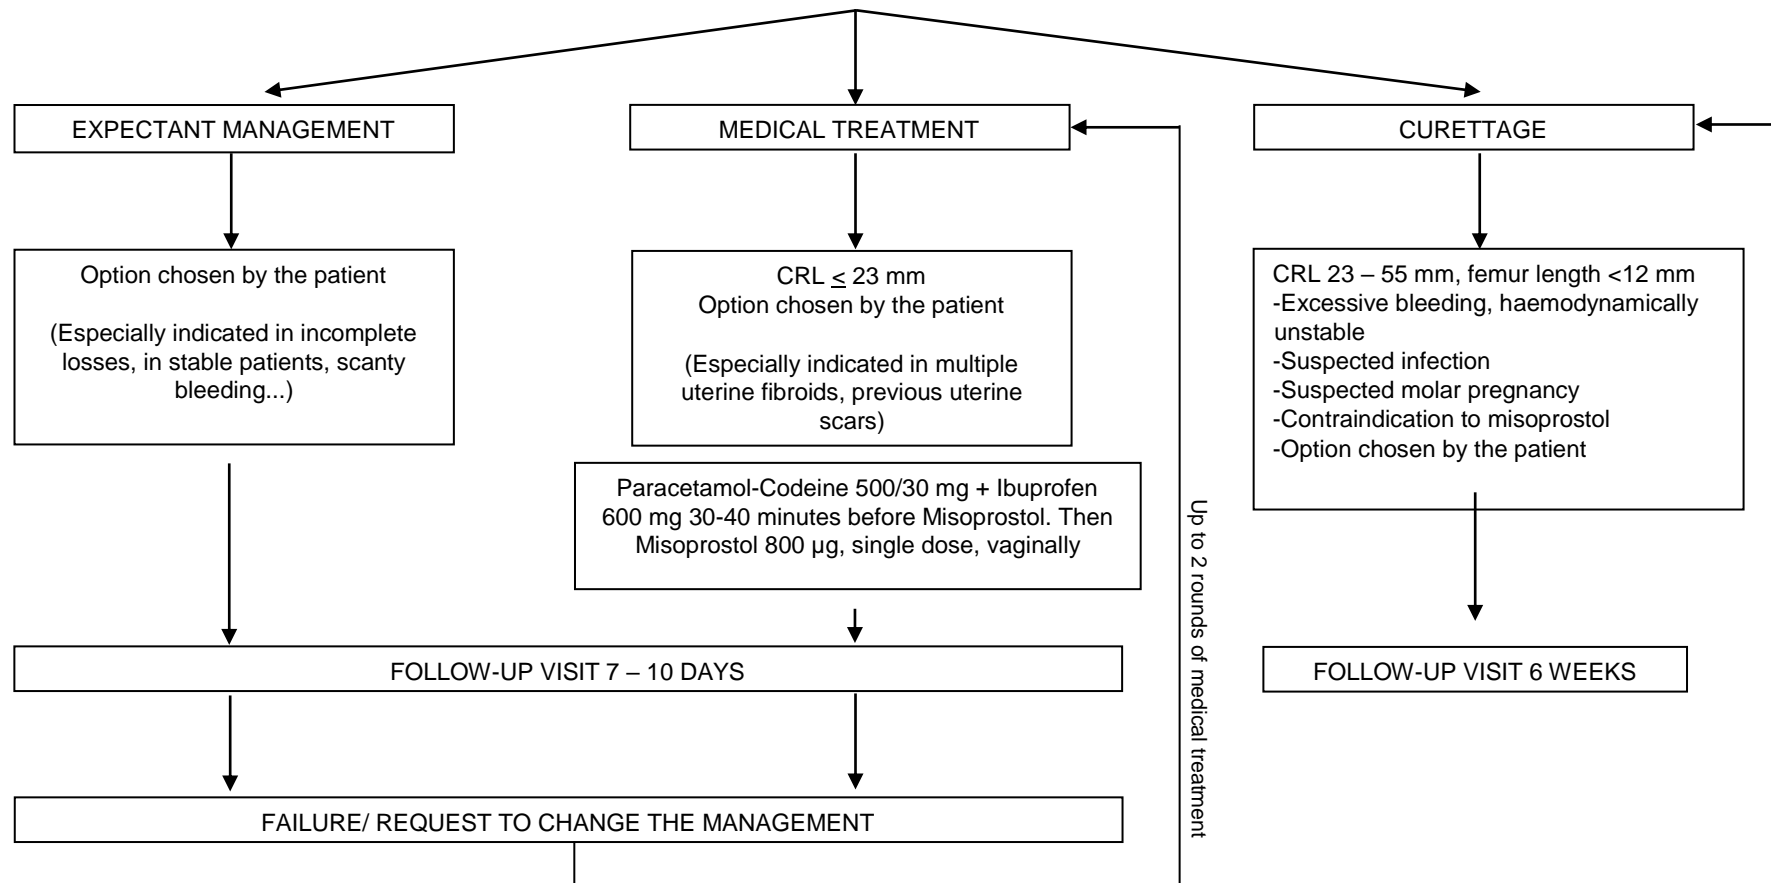 EXPECTANT MANAGEMENT
MEDICAL TREATMENT
CURETTAGE
Option chosen by the patient
(Especially indicated in incomplete
losses, in stable patients, scanty
bleeding...)
CRL < 23 mm
Option chosen by the patient
(Especially indicated in multiple
uterine fibroids, previous uterine
scars)
CRL 23 – 55 mm, femur length <12 mm
-Excessive bleeding, haemodynamically
unstable
-Suspected infection
-Suspected molar pregnancy
-Contraindication to misoprostol
-Option chosen by the patient
Paracetamol-Codeine 500/30 mg + Ibuprofen
600 mg 30-40 minutes before Misoprostol. Then
Misoprostol 800 µg, single dose, vaginally
Up to 2 rounds of medical treatment
FOLLOW-UP VISIT 7 – 10 DAYS
FOLLOW-UP VISIT 6 WEEKS
FAILURE/ REQUEST TO CHANGE THE MANAGEMENT